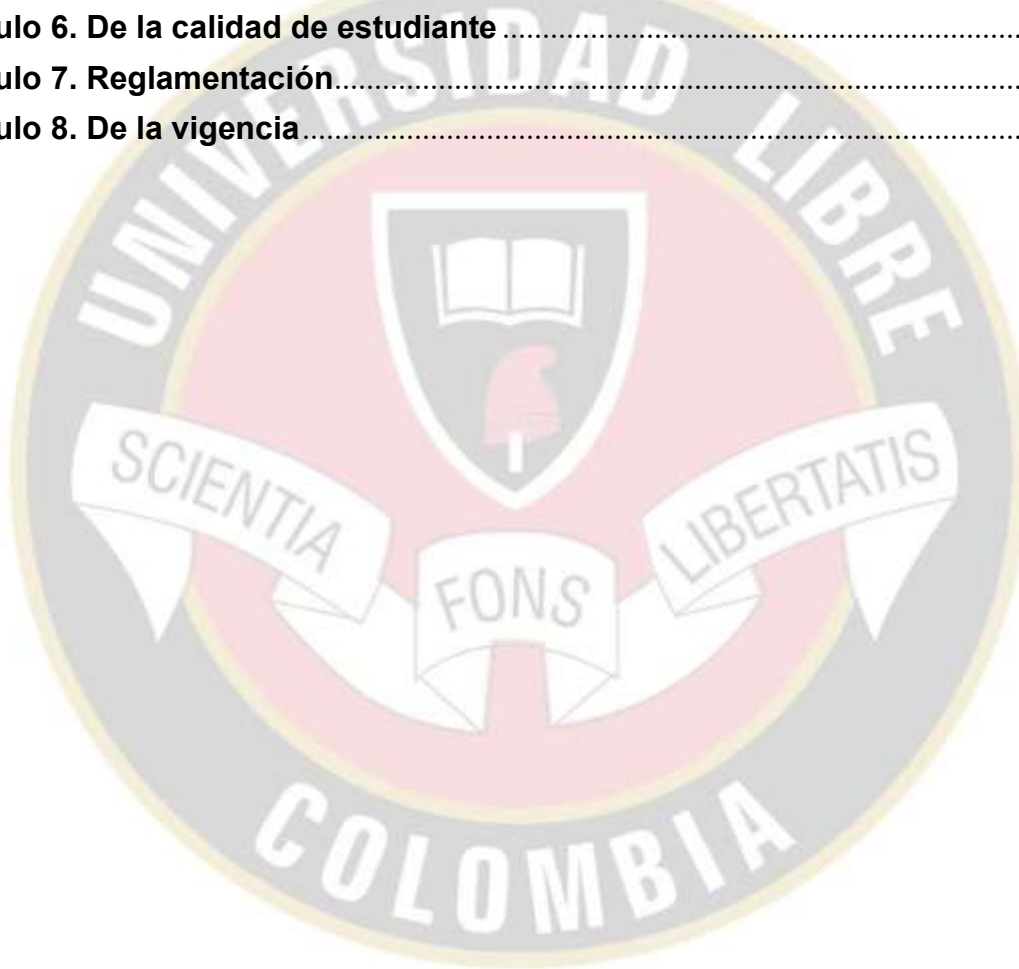 ulo 6. De la calidad de estudiante
ulo 7. Reglamentación
ulo 8. De la vigencia
UNIVERSIDAD LIBRE
SCIENTIA
FONS
LIBERTATIS
COLOMBIA